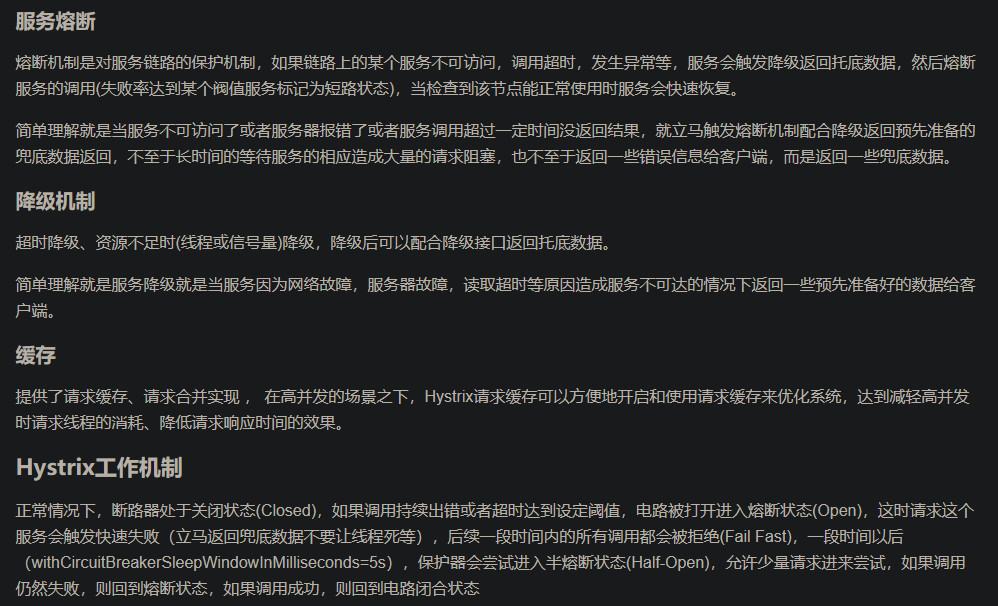 服务熔断
熔断机制是对服务链路的保护机制，如果链路上的某个服务不可访问，调用超时，发生异常等，服务会触发降级返回托底数据，然后熔断
服务的调用(失败率达到某个阀值服务标记为短路状态)，当检查到该节点能正常使用时服务会快速恢复。
简单理解就是当服务不可访问了或者服务器报错了或者服务调用超过一定时间没返回结果，就立马触发熔断机制配合降级返回预先准备的
兜底数据返回，不至于长时间的等待服务的相应造成大量的请求阻塞，也不至于返回一些错误信息给客户端，而是返回一些兜底数据。
降级机制
超时降级、资源不足时(线程或信号量)降级，降级后可以配合降级接口返回托底数据。
简单理解就是服务降级就是当服务因为网络故障，服务器故障，读取超时等原因造成服务不可达的情况下返回一些预先准备好的数据给客
户端。
缓存
提供了请求缓存、请求合并实现 ， 在高并发的场景之下，Hystrix请求缓存可以方便地开启和使用请求缓存来优化系统，达到减轻高并发
时请求线程的消耗、降低请求响应时间的效果。
Hystrix工作机制
正常情况下，断路器处于关闭状态(Closed)，如果调用持续出错或者超时达到设定阈值，电路被打开进入熔断状态(Open)，这时请求这个
服务会触发快速失败（立马返回兜底数据不要让线程死等），后续一段时间内的所有调用都会被拒绝(Fail Fast)，一段时间以后
（withCircuitBreakerSleepWindowInMilliseconds=5s），保护器会尝试进入半熔断状态(Half-Open)，允许少量请求进来尝试，如果调用
仍然失败，则回到熔断状态，如果调用成功，则回到电路闭合状态